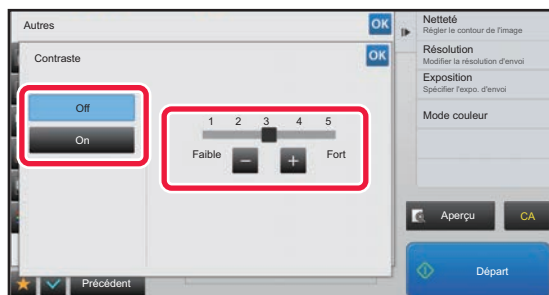 Autres
OK
Contraste
OK
Off
On
1 2 3 4 5
Faible
−
+
Fort
Précédent
Netteté
Régler le contour de l'image
Résolution
Modifier la résolution d'envoi
Exposition
Spécifier l'expo. d'envoi
Mode couleur
Aperçu
CA
Départ